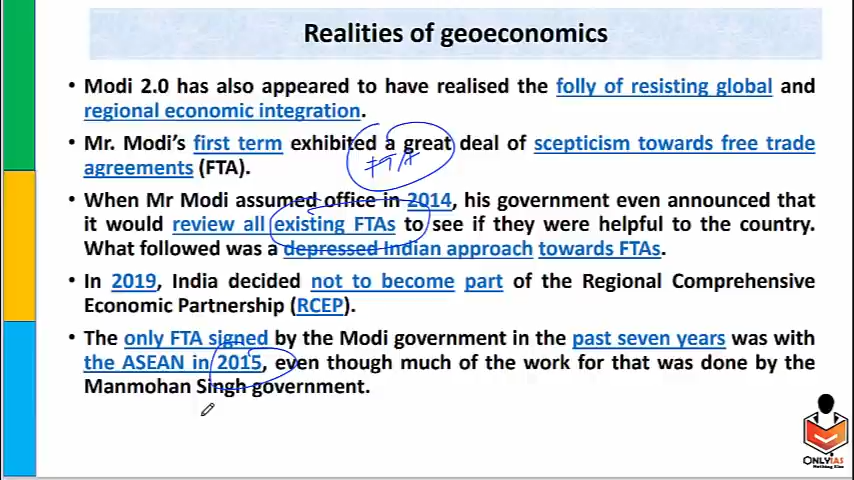 Realities of geoeconomics
• Modi 2.0 has also appeared to have realised the folly of resisting global and
regional economic integration.
• Mr. Modi's first term exhibited a great deal of scepticism towards free trade
FTA
agreements (FTA).
• When Mr Modi assumed office in 2014, his government even announced that
it would review all existing FTAs to see if they were helpful to the country.
What followed was a depressed Indian approach towards FTAs.
• In 2019, India decided not to become part of the Regional Comprehensive
Economic Partnership (RCEP).
• The only FTA signed by the Modi government in the past seven years was with
the ASEAN in 2015, even though much of the work for that was done by the
Manmohan Singh government.
ONLYIAS
Nothing Else